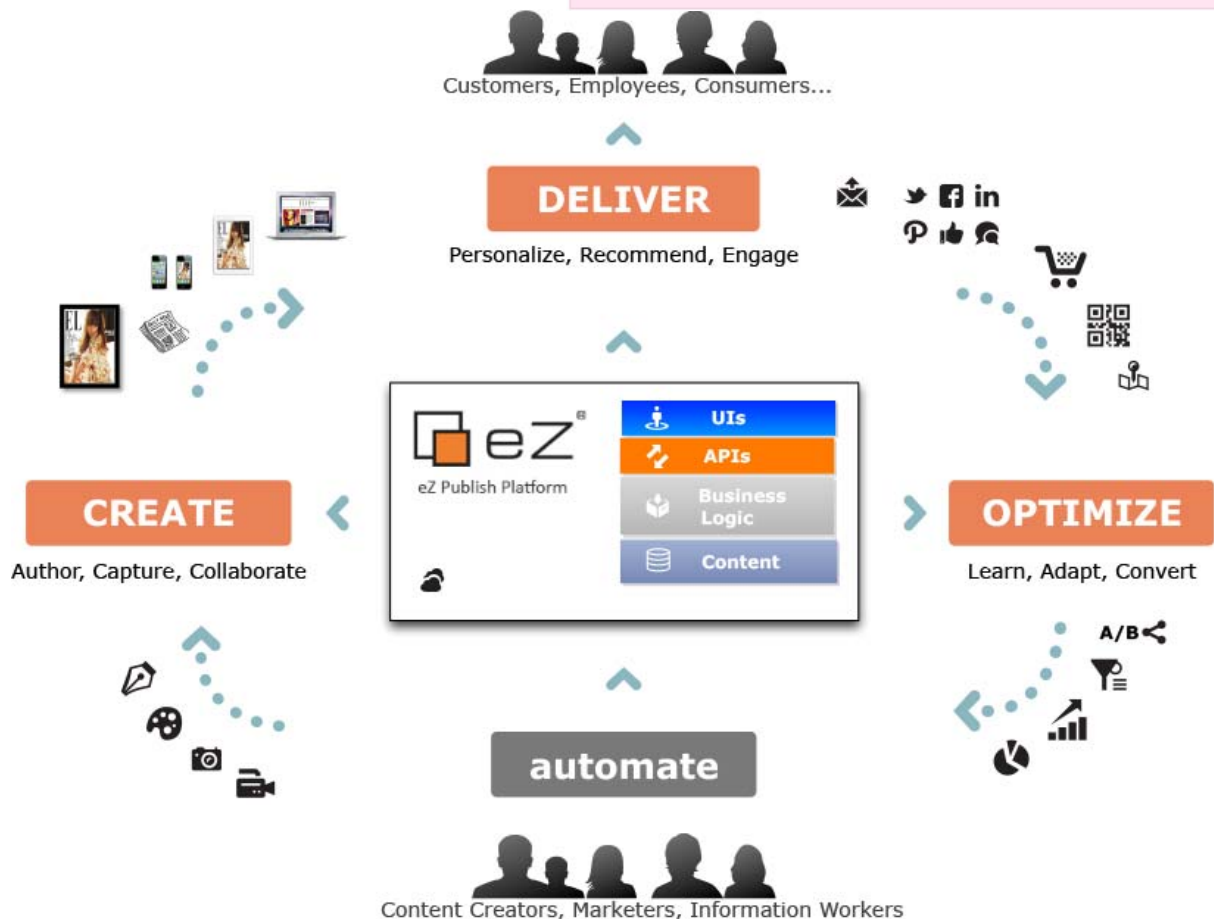 Customers, Employees, Consumers...
DELIVER
Personalize, Recommend, Engage
eZ®
eZ Publish Platform
UIs
APIs
Business
Logic
Content
CREATE
Author, Capture, Collaborate
OPTIMIZE
Learn, Adapt, Convert
A/B
automate
Content Creators, Marketers, Information Workers